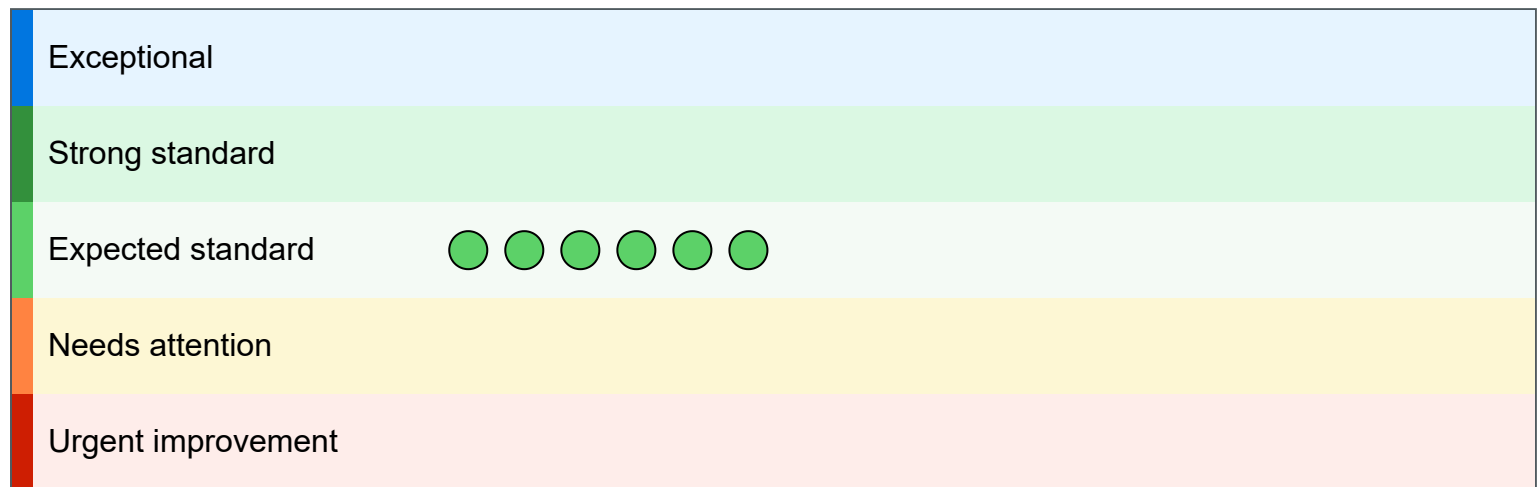 Exceptional
Strong standard
Expected standard
Needs attention
Urgent improvement